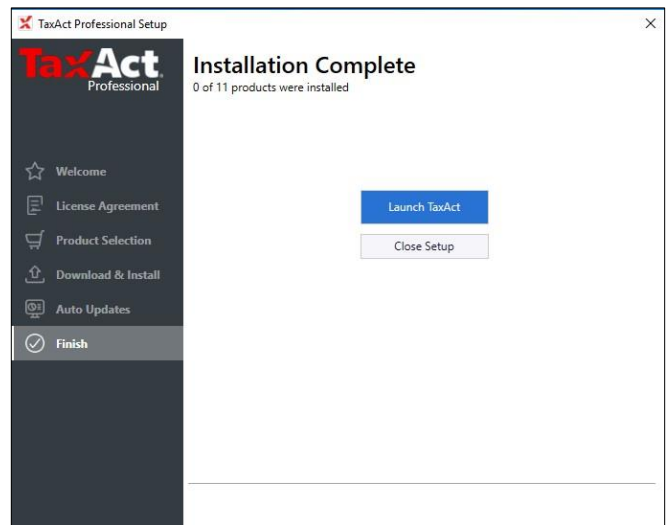 TaxAct Professional Setup
TaxAct.
Professional
Welcome
License Agreement
Product Selection
Download & Install
Auto Updates
Finish
Installation Complete
0 of 11 products were installed
Launch TaxAct
Close Setup